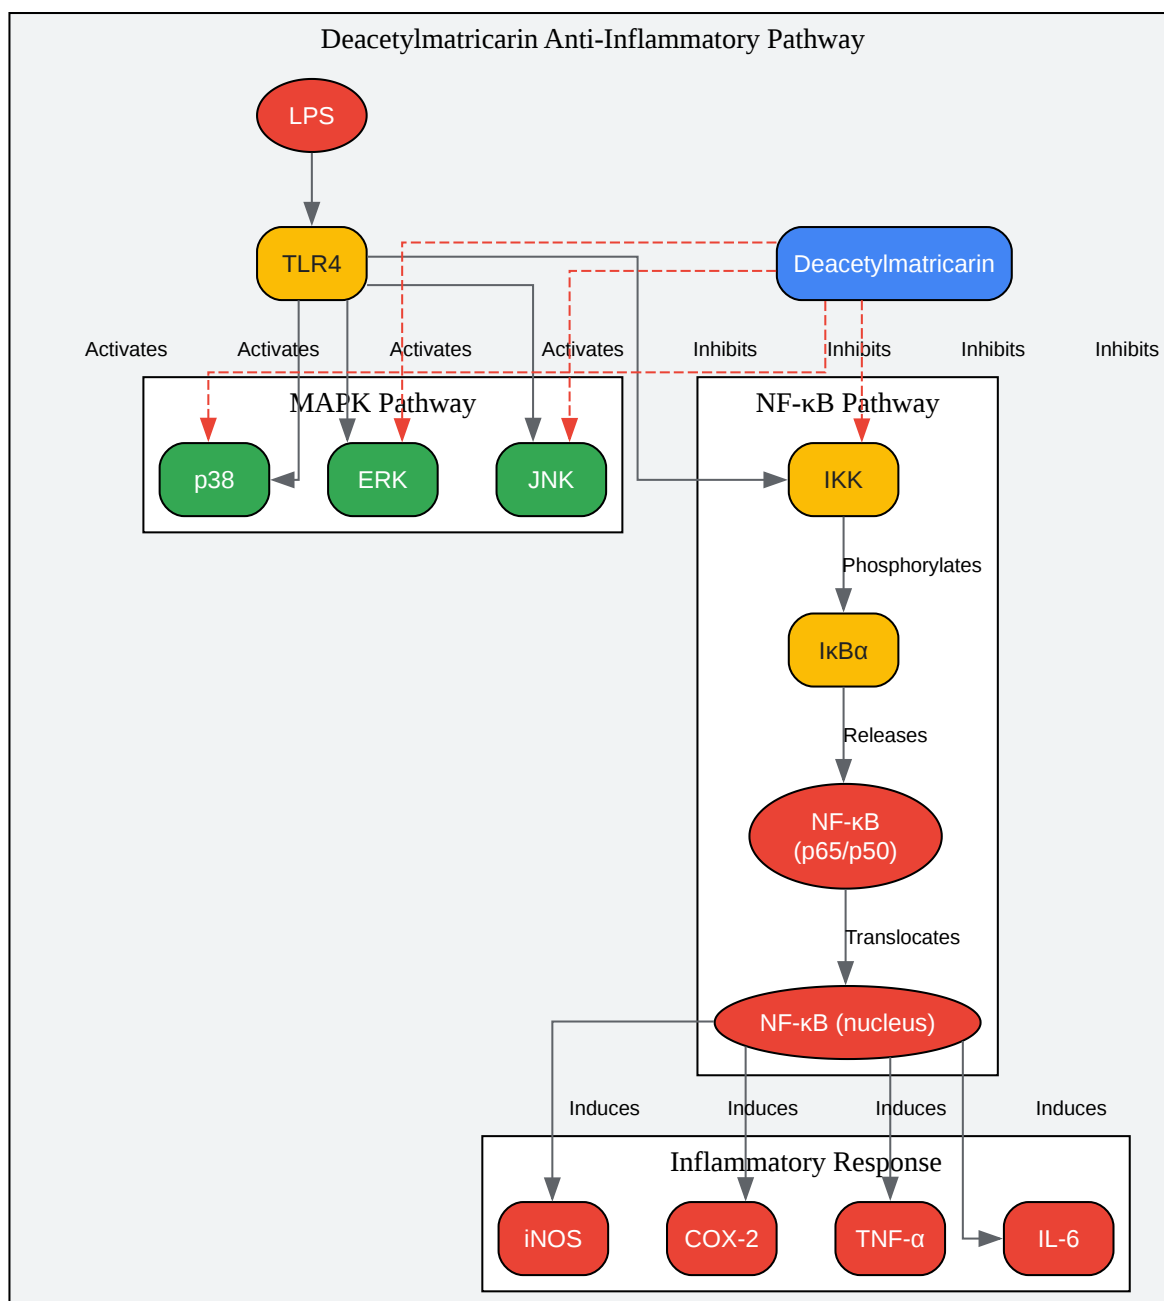 Deacetylmatricarin Anti-Inflammatory Pathway
LPS
TLR4
Deacetylmatricarin
Activates
Activates
Activates
Activates
Inhibits
Inhibits
Inhibits
Inhibits
MAPK Pathway
NF-κB Pathway
p38
ERK
JNK
IKK
Phosphorylates
IκBα
Releases
NF-κB
(p65/p50)
Translocates
NF-κB (nucleus)
Induces
Induces
Induces
Induces
Inflammatory Response
iNOS
COX-2
TNF-α
IL-6